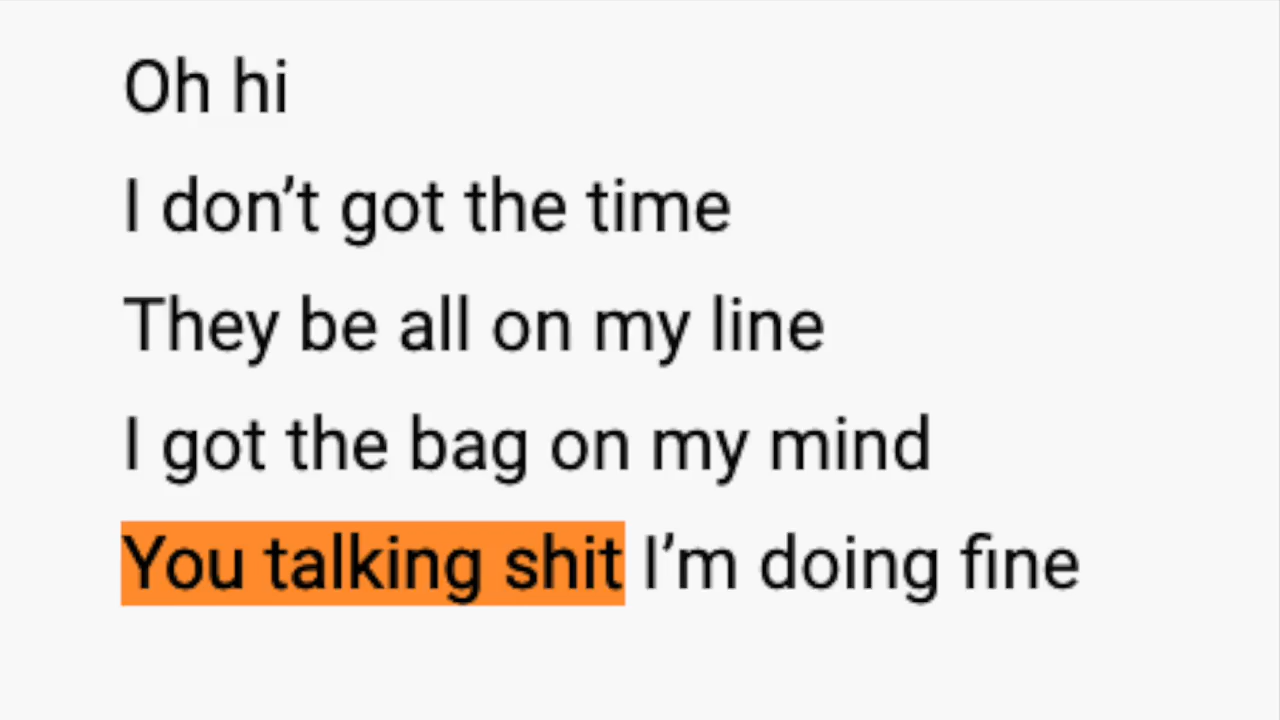 Oh hi
I don’t got the time
They be all on my line
I got the bag on my mind
You talking shit I’m doing fine